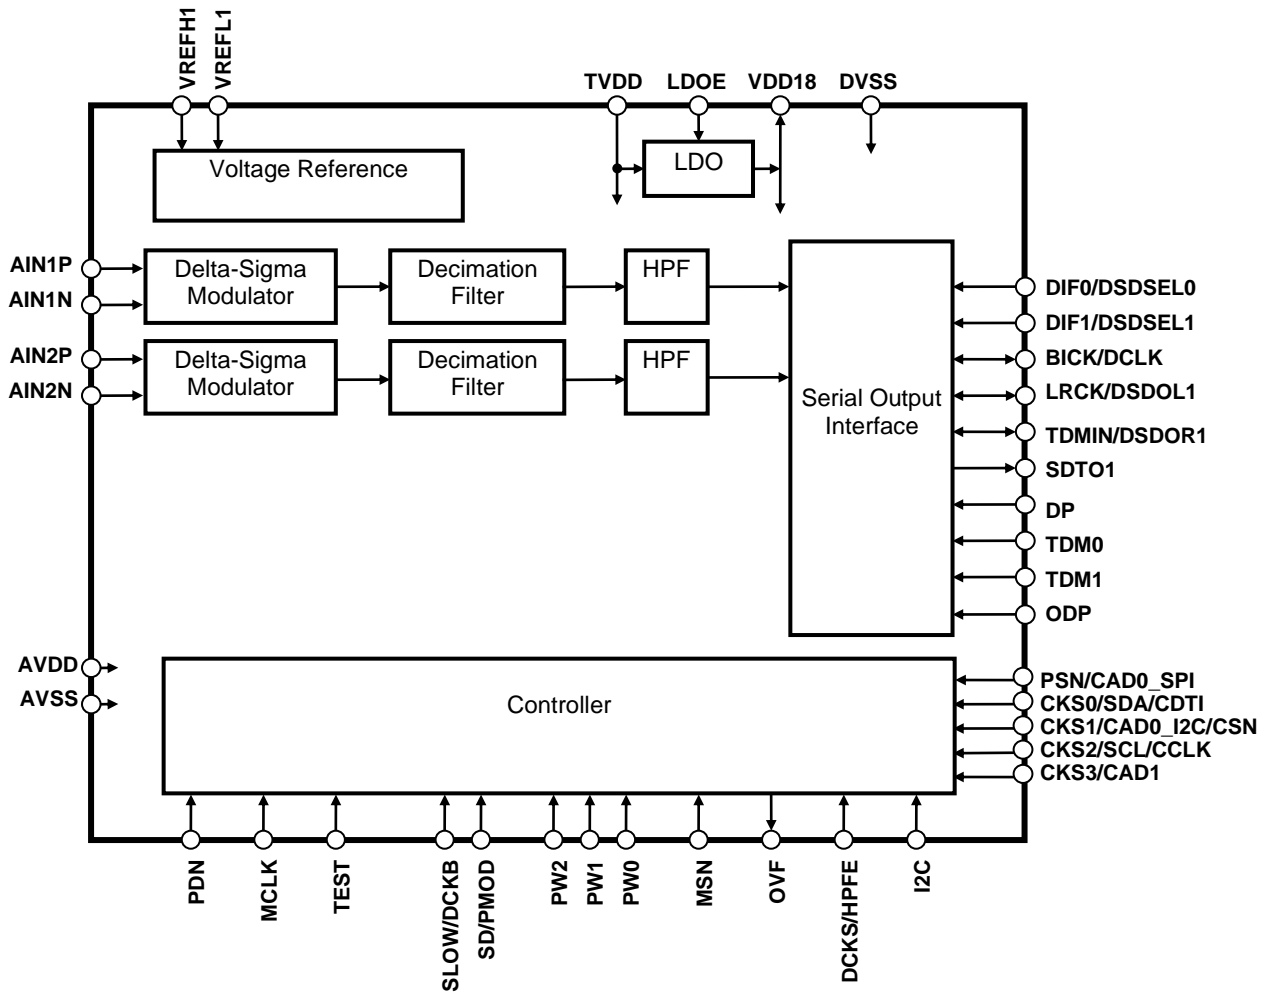 VREFH1
VREFL1
TVDD
LDOE
VDD18
DVSS
Voltage Reference
LDO
AIN1P
AIN1N
AIN2P
AIN2N
Delta-Sigma
Modulator
Decimation
Filter
HPF
Delta-Sigma
Modulator
Decimation
Filter
HPF
Serial Output
Interface
DIF0/DSDSEL0
DIF1/DSDSEL1
BICK/DCLK
LRCK/DSDOL1
TDMIN/DSDOR1
SDTO1
DP
TDM0
TDM1
ODP
AVDD
AVSS
Controller
PSN/CAD0_SPI
CKS0/SDA/CDTI
CKS1/CAD0_I2C/CSN
CKS2/SCL/CCLK
CKS3/CAD1
PDN
MCLK
TEST
SLOW/DCKB
SD/PMOD
PW2
PW1
PW0
MSN
OVF
DCKS/HPFE
I2C